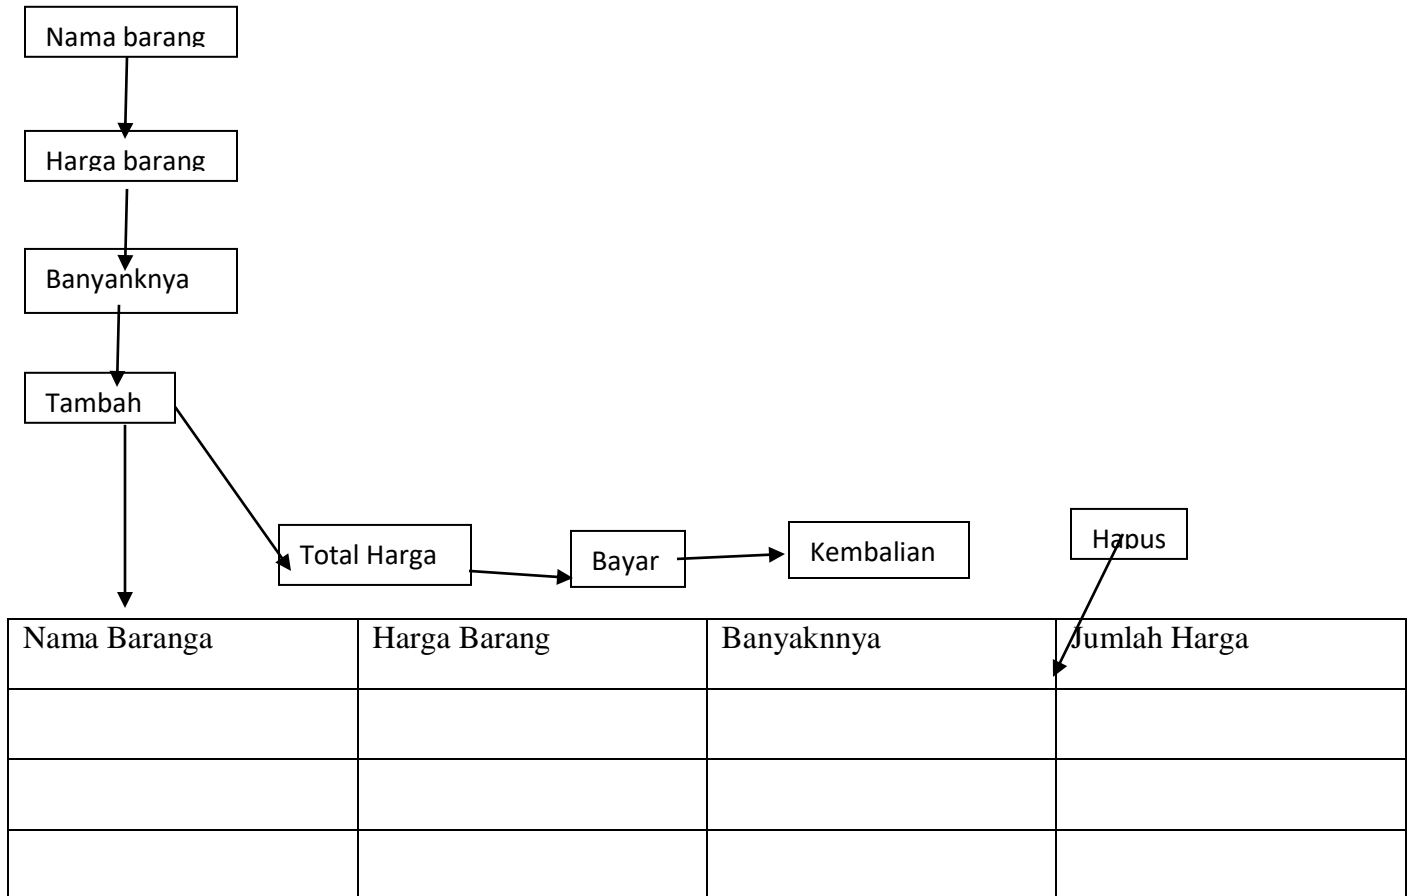 Nama barang
Harga barang
Banyanknya
Tambah
Total Harga
Bayar
Kembalian
Hapus
Nama Baranga
Harga Barang
Banyaknnya
Jumlah Harga